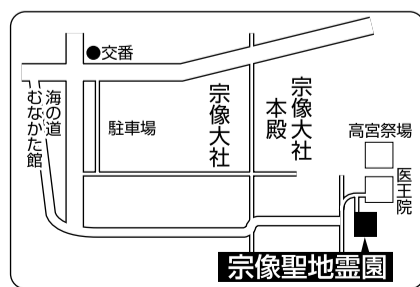 ●交番
海の道
むなかた館
駐車場
宗像大社
宗像大社
本殿
高宮祭場
医王院
宗像聖地霊園